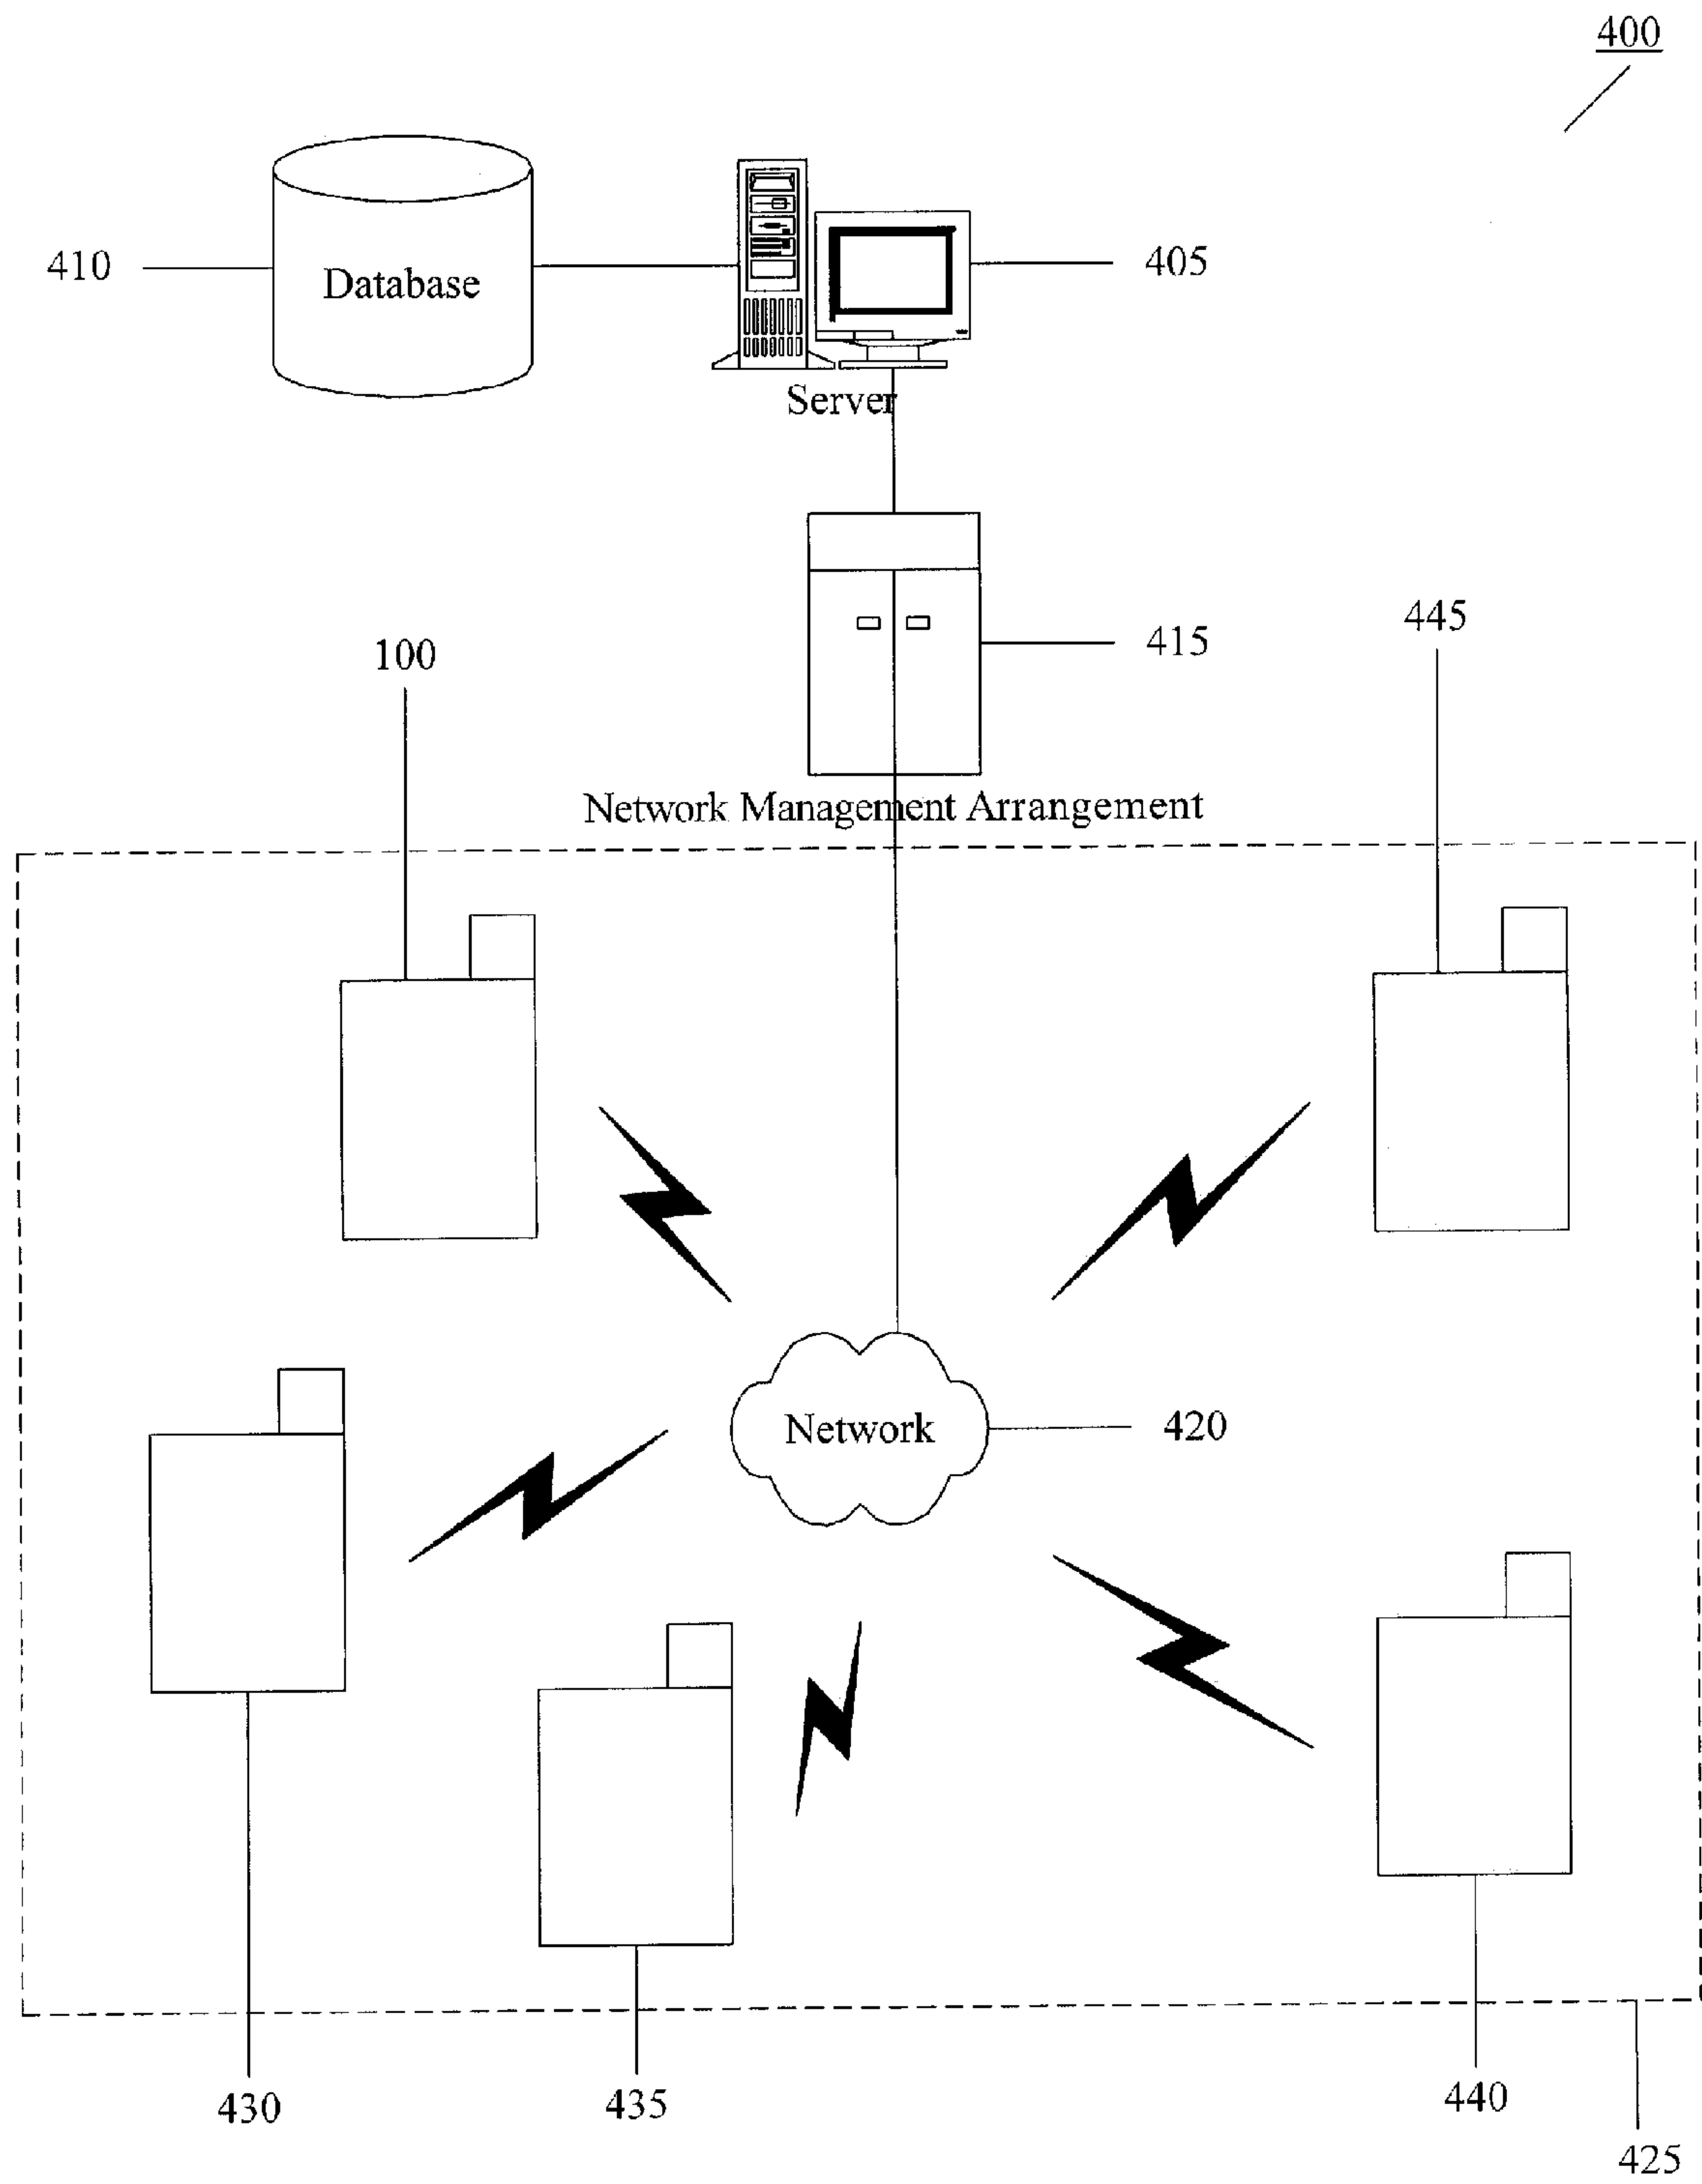 400
410
Database
405
Server
415
445
100
Network Management Arrangement
Network
420
430
435
440
425